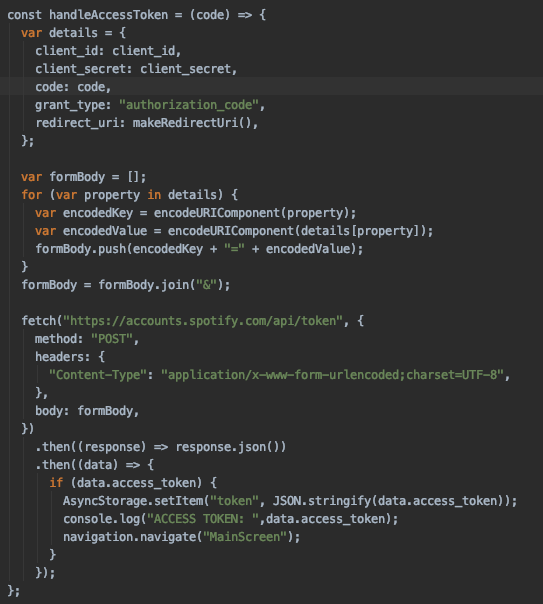 const handleAccessToken = (code) => {
  var details = {
    client_id: client_id,
    client_secret: client_secret,
    code: code,
    grant_type: "authorization_code",
    redirect_uri: makeRedirectUri(),
  };

  var formBody = [];
  for (var property in details) {
    var encodedKey = encodeURIComponent(property);
    var encodedValue = encodeURIComponent(details[property]);
    formBody.push(encodedKey + "=" + encodedValue);
  }
  formBody = formBody.join("&");

  fetch("https://accounts.spotify.com/api/token", {
    method: "POST",
    headers: {
      "Content-Type": "application/x-www-form-urlencoded;charset=UTF-8",
    },
    body: formBody,
  })
    .then((response) => response.json())
    .then((data) => {
      if (data.access_token) {
        AsyncStorage.setItem("token", JSON.stringify(data.access_token));
        console.log("ACCESS TOKEN: ",data.access_token);
        navigation.navigate("MainScreen");
      }
    });
};